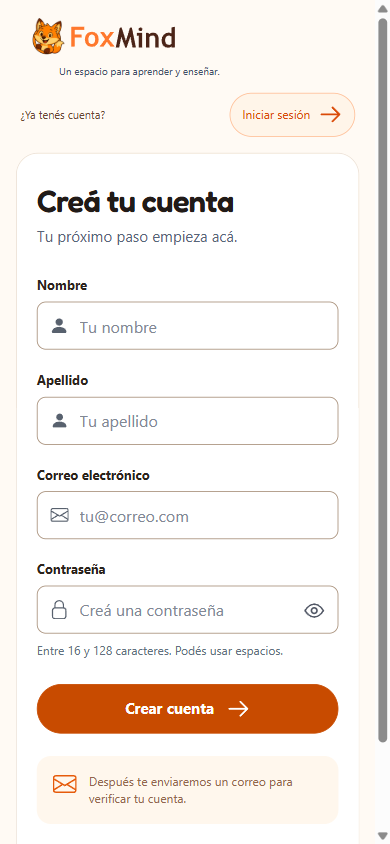 FoxMind
Un espacio para aprender y enseñar.
¿Ya tenés cuenta?
Iniciar sesión
Creá tu cuenta
Tu próximo paso empieza acá.
Nombre
Tu nombre
Apellido
Tu apellido
Correo electrónico
tu@correo.com
Contraseña
Creá una contraseña
Entre 16 y 128 caracteres. Podés usar espacios.
Crear cuenta
Después te enviaremos un correo para
verificar tu cuenta.